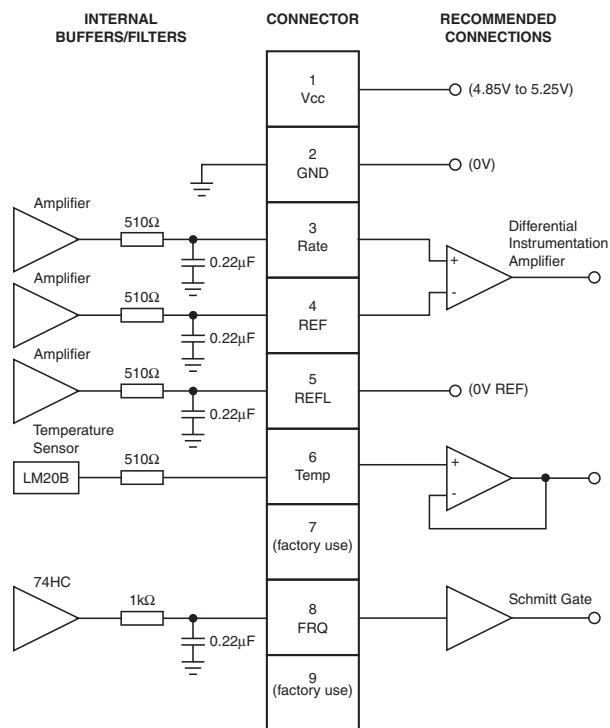 INTERNAL
BUFFERS/FILTERS
CONNECTOR
RECOMMENDED
CONNECTIONS
1
Vcc
(4.85V to 5.25V)
2
GND
(0V)
Amplifier
510Ω
0.22μF
3
Rate
Differential
Instrumentation
Amplifier
+
-
Amplifier
510Ω
0.22μF
4
REF
Amplifier
510Ω
0.22μF
5
REFL
(0V REF)
Temperature
Sensor
LM20B
510Ω
6
Temp
+
-
7
(factory use)
74HC
1kΩ
0.22μF
8
FRQ
Schmitt Gate
9
(factory use)